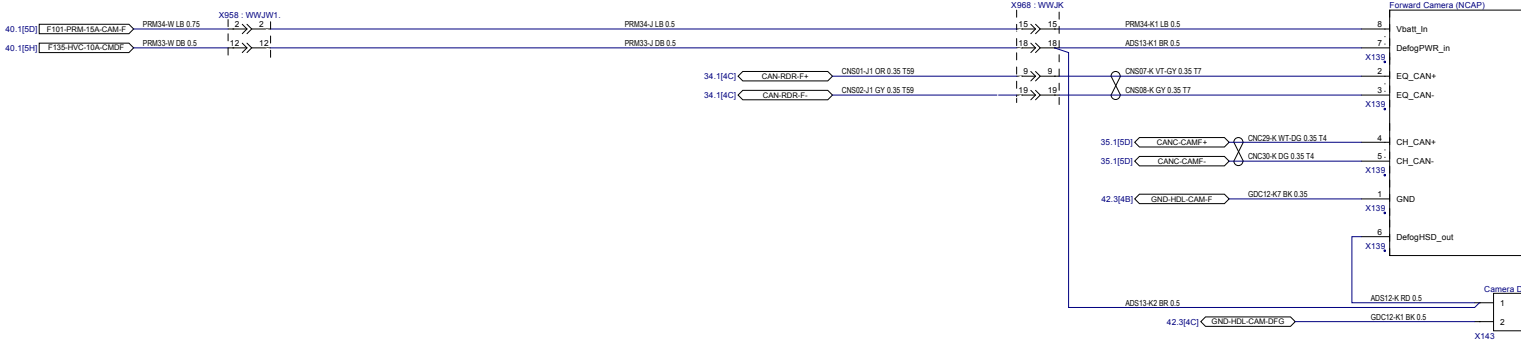 X958 : WWJW1.
X968 : WWJK
Forward Camera (NCAP)
40.1[5D] F101-PRM-15A-CAM-F PRM34-W LB 0.75 2 2 PRM34-J LB 0.5 15 15 PRM34-K1 LB 0.5 8 Vbatt_In
40.1[5H] F135-HVC-10A-CMDF PRM33-W DB 0.5 12 12 PRM33-J DB 0.5 18 18 ADS13-K1 BR 0.5 7 DefogPWR_in
X139
34.1[4C] CAN-RDR-F+ CNS01-J1 OR 0.35 T59 9 9 CNS07-K VT-GY 0.35 T7 2 EQ_CAN+
34.1[4C] CAN-RDR-F- CNS02-J1 GY 0.35 T59 19 19 CNS08-K GY 0.35 T7 3 EQ_CAN-
X139
35.1[5D] CANC-CAMF+ CNC29-K WT-DG 0.35 T4 4 CH_CAN+
35.1[5D] CANC-CAMF- CNC30-K DG 0.35 T4 5 CH_CAN-
X139
42.3[4B] GND-HDL-CAM-F GDC12-K7 BK 0.35 1 GND
X139
6 DefogHSD_out
X139
Camera D
ADS13-K2 BR 0.5 ADS12-K RD 0.5 1
42.3[4C] GND-HDL-CAM-DFG GDC12-K1 BK 0.5 2
X143